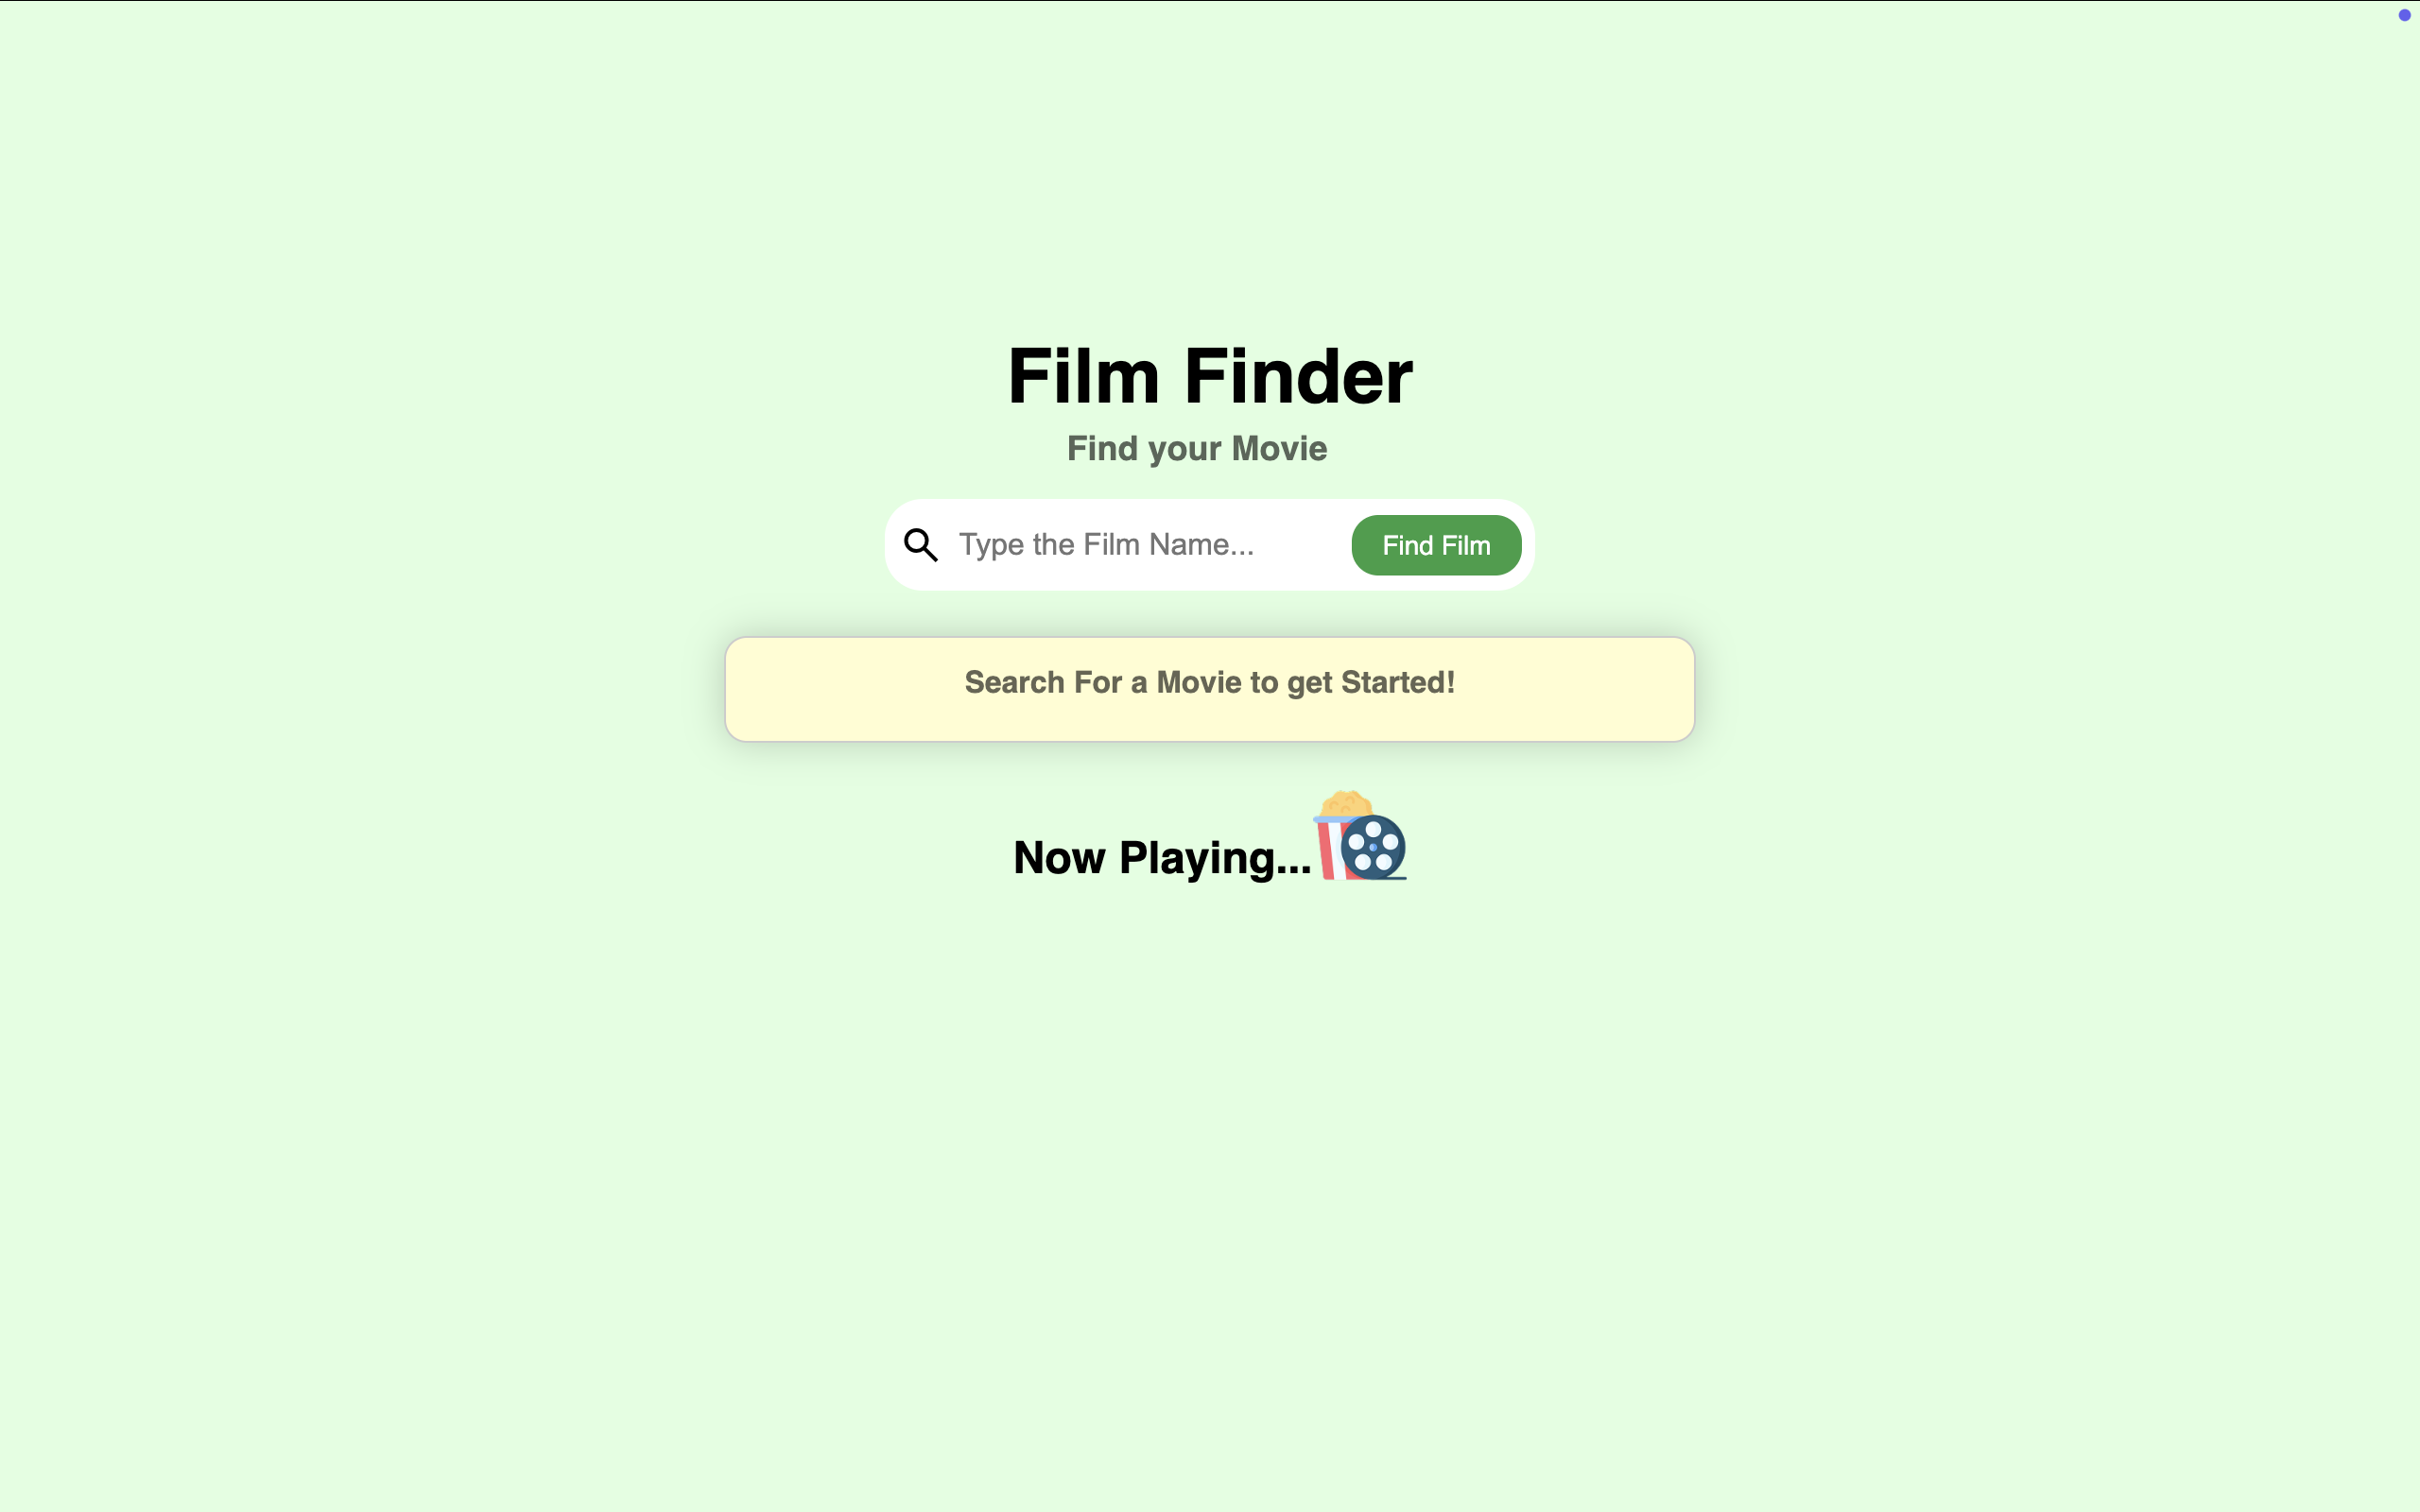 Film Finder
Find your Movie
Type the Film Name...
Find Film
Search For a Movie to get Started!
Now Playing...